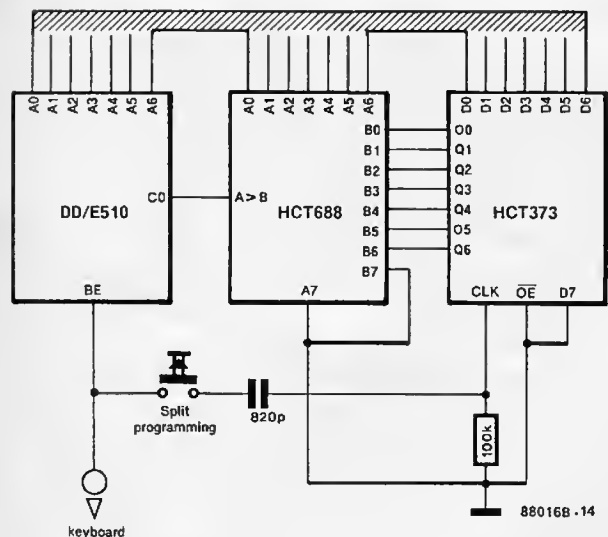 A0 A1 A2 A3 A4 A5 A6
A0 A1 A2 A3 A4 A5 A6
D0 D1 D2 D3 D4 D5 D6
DD/E510
C0
BE
A>B
HCT688
B0
B1
B2
B3
B4
B5
B6
B7
A7
O0
Q1
Q2
Q3
Q4
O5
Q6
HCT373
CLK
OE
D7
Split
programming
820p
100k
keyboard
88016B-14